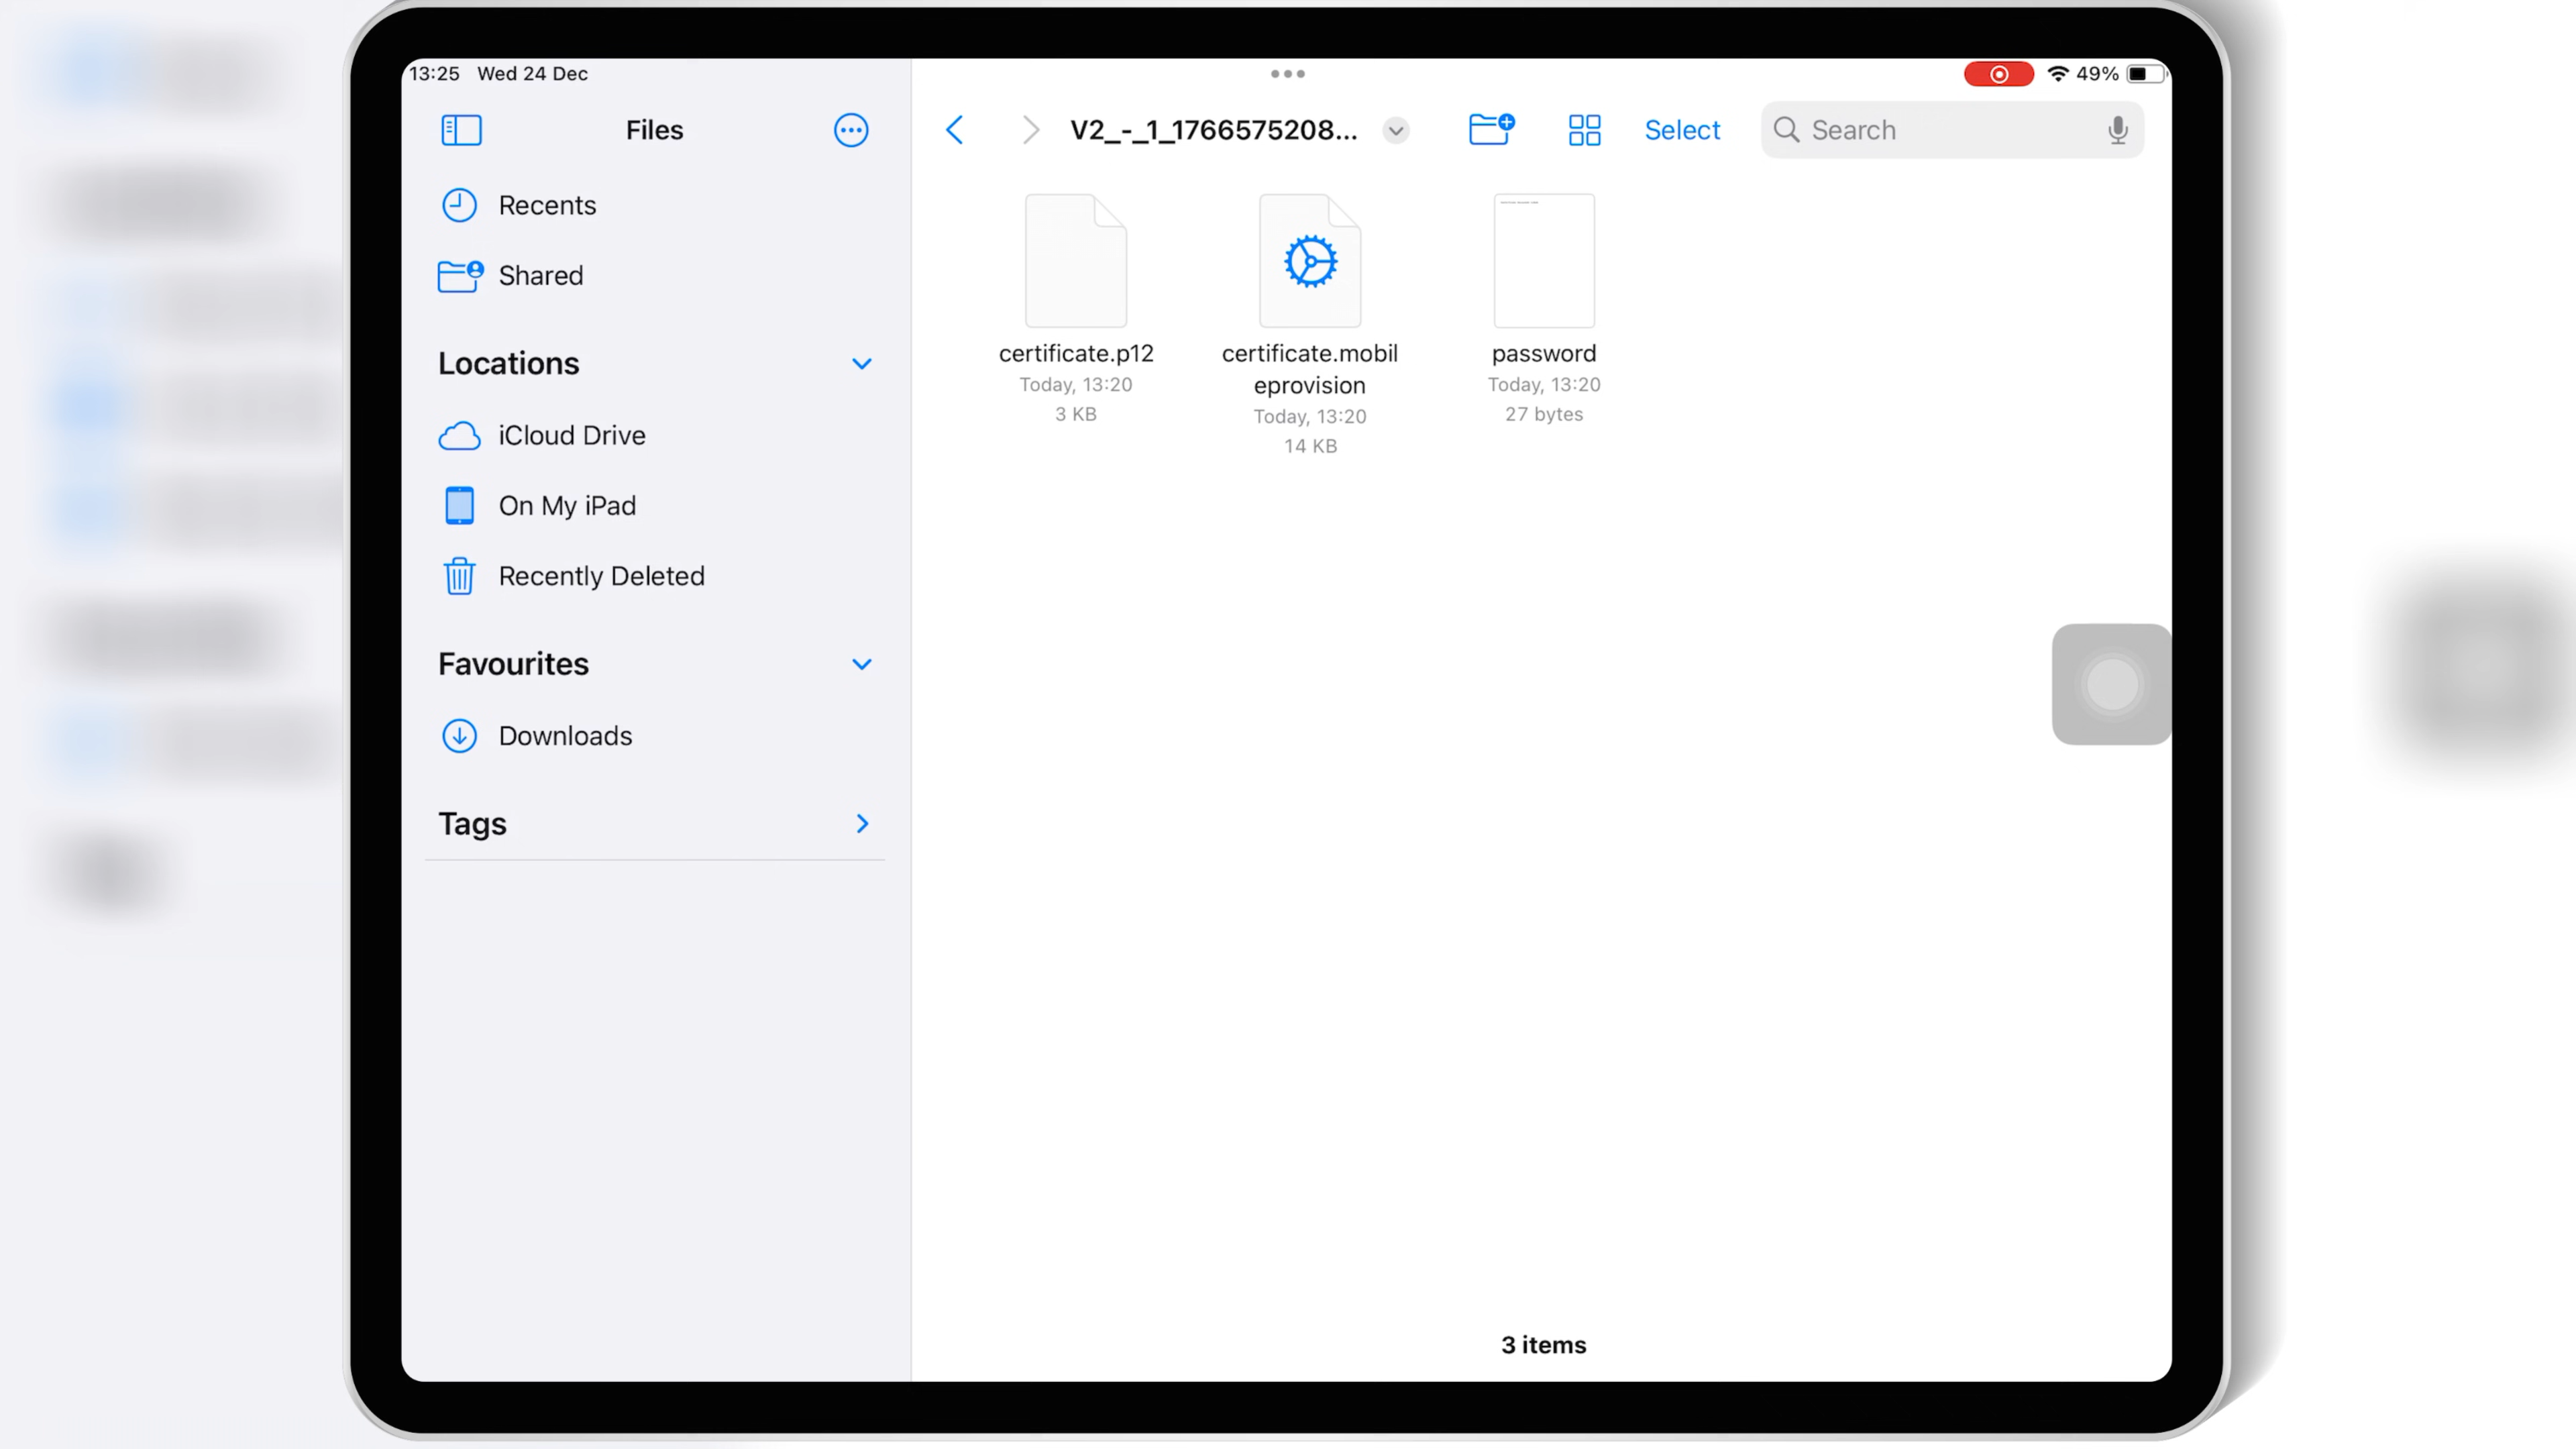 13:25 Wed 24 Dec
49%
Files
V2_-_1_1766575208...
Select
Search
Recents
Shared
Locations
iCloud Drive
On My iPad
Recently Deleted
Favourites
Downloads
Tags
certificate.p12
Today, 13:20
3 KB
certificate.mobil
eprovision
Today, 13:20
14 KB
password
Today, 13:20
27 bytes
3 items